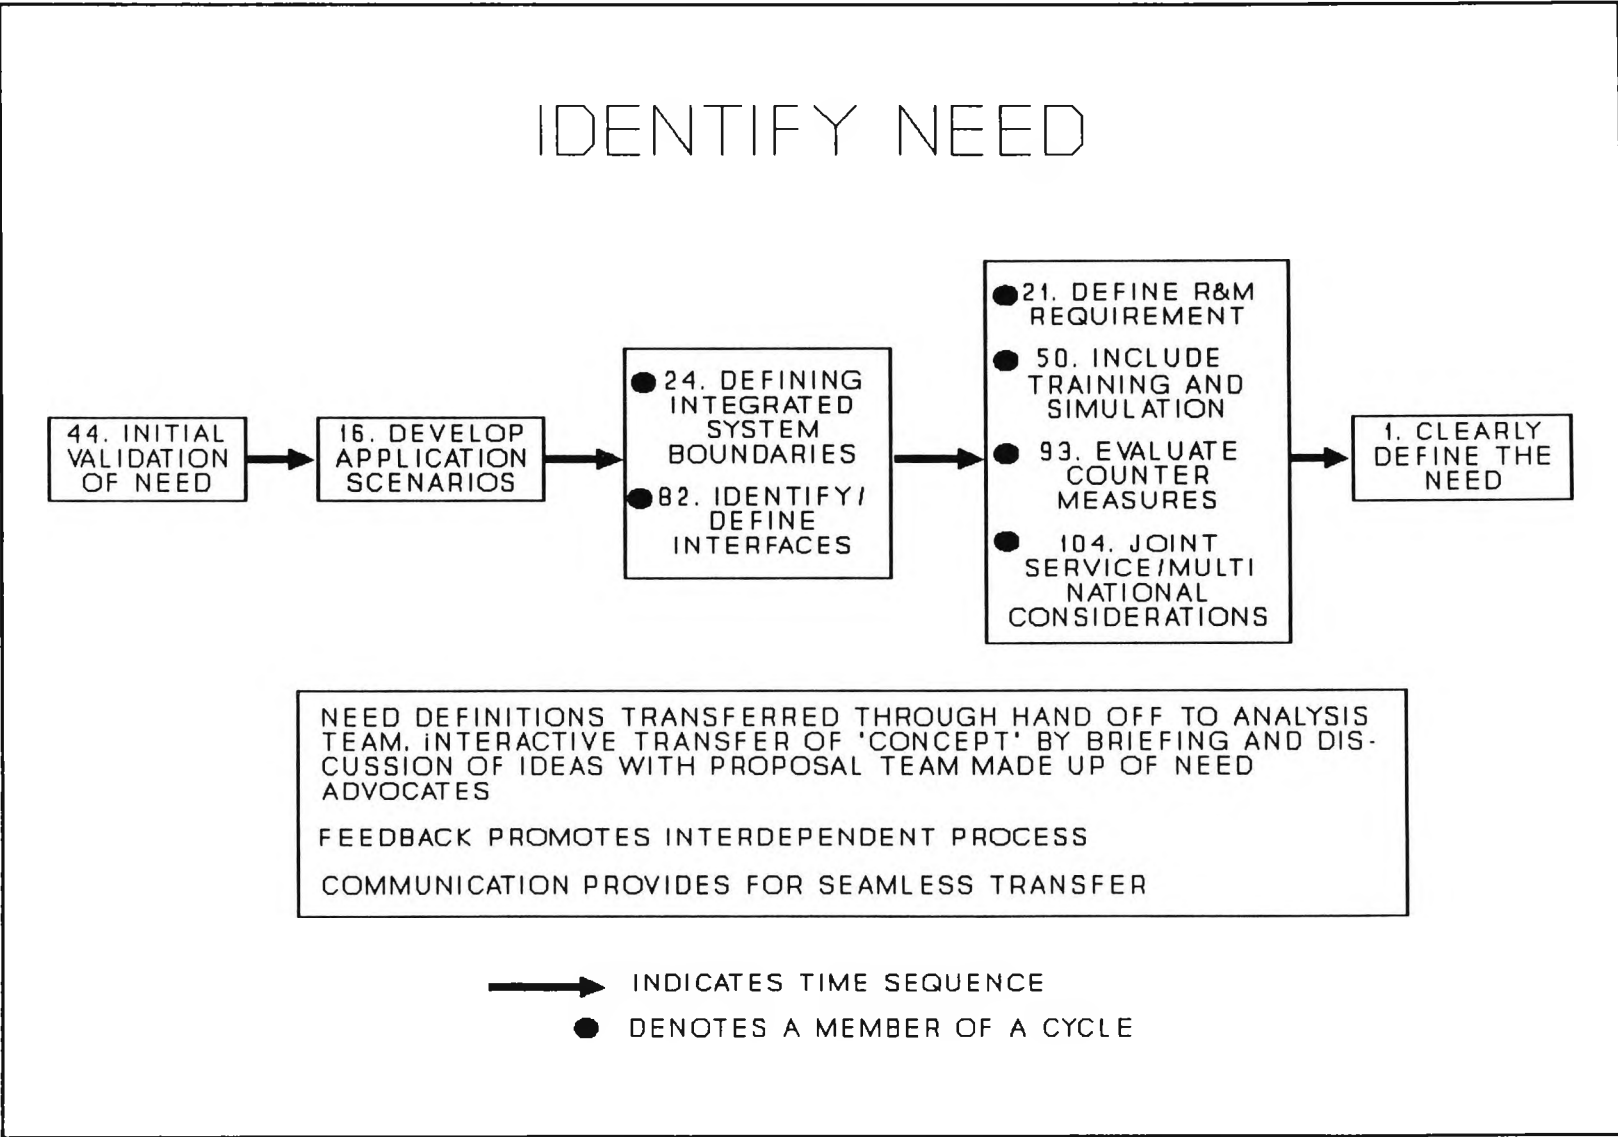 IDENTIFY NEED
44. INITIAL
VALIDATION
OF NEED
16. DEVELOP
APPLICATION
SCENARIOS
24. DEFINING
INTEGRATED
SYSTEM
BOUNDARIES
82. IDENTIFY/
DEFINE
INTERFACES
21. DEFINE R&M
REQUIREMENT
50. INCLUDE
TRAINING AND
SIMULATION
93. EVALUATE
COUNTER
MEASURES
104. JOINT
SERVICE/MULTI
NATIONAL
CONSIDERATIONS
1. CLEARLY
DEFINE THE
NEED
NEED DEFINITIONS TRANSFERRED THROUGH HAND OFF TO ANALYSIS
TEAM. INTERACTIVE TRANSFER OF 'CONCEPT' BY BRIEFING AND DIS-
CUSSION OF IDEAS WITH PROPOSAL TEAM MADE UP OF NEED
ADVOCATES
FEEDBACK PROMOTES INTERDEPENDENT PROCESS
COMMUNICATION PROVIDES FOR SEAMLESS TRANSFER
INDICATES TIME SEQUENCE
DENOTES A MEMBER OF A CYCLE